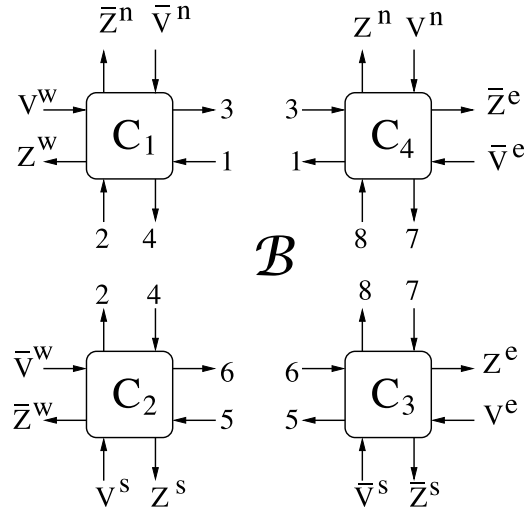 Z̄ⁿ V̄ⁿ Zⁿ Vⁿ
Vʷ 3 3 Z̄ᵉ
C₁ C₄
Zʷ 1 1 V̄ᵉ
2 4 8 7
ℬ
2 4 8 7
V̄ʷ 6 6 Zᵉ
C₂ C₃
Z̄ʷ 5 5 Vᵉ
Vˢ Zˢ V̄ˢ Z̄ˢ